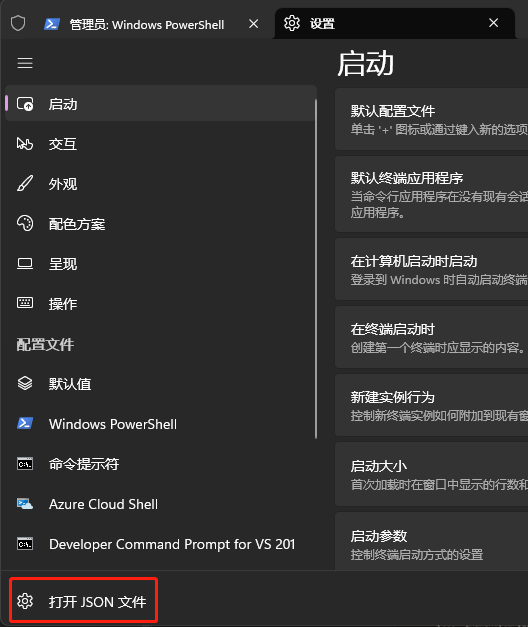 管理员: Windows PowerShell
设置
启动
交互
外观
配色方案
呈现
操作
配置文件
默认值
Windows PowerShell
命令提示符
Azure Cloud Shell
Developer Command Prompt for VS 201
打开 JSON 文件
启动
默认配置文件
单击 '+' 图标或通过键入新的选项
默认终端应用程序
当命令行应用程序在没有现有会话
应用程序。
在计算机启动时启动
登录到 Windows 时自动启动终端
在终端启动时
创建第一个终端时应显示的内容。
新建实例行为
控制新终端实例如何附加到现有窗
启动大小
首次加载时在窗口中显示的行数和
启动参数
控制终端启动方式的设置